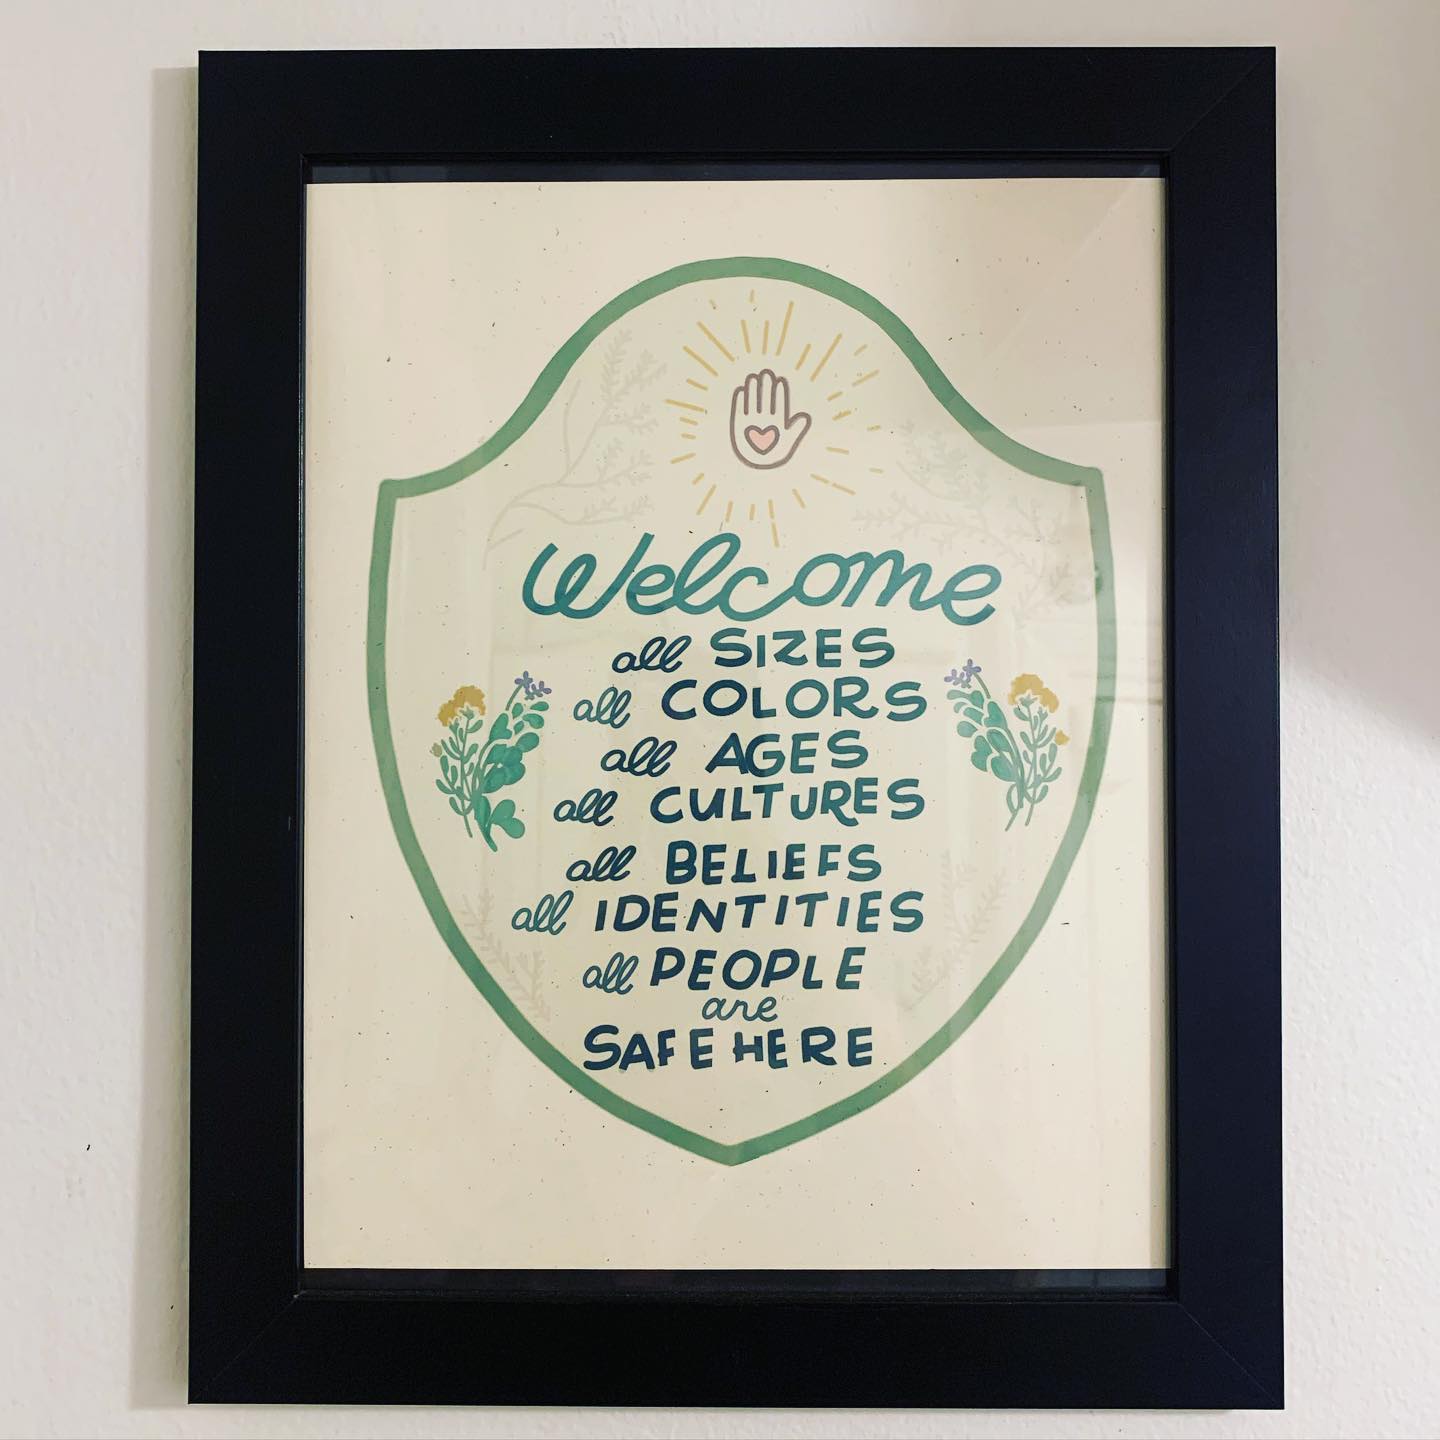 Welcome
all SIZES
all COLORS
all AGES
all CULTURES
all BELIEFS
all IDENTITIES
all PEOPLE
are
SAFE HERE